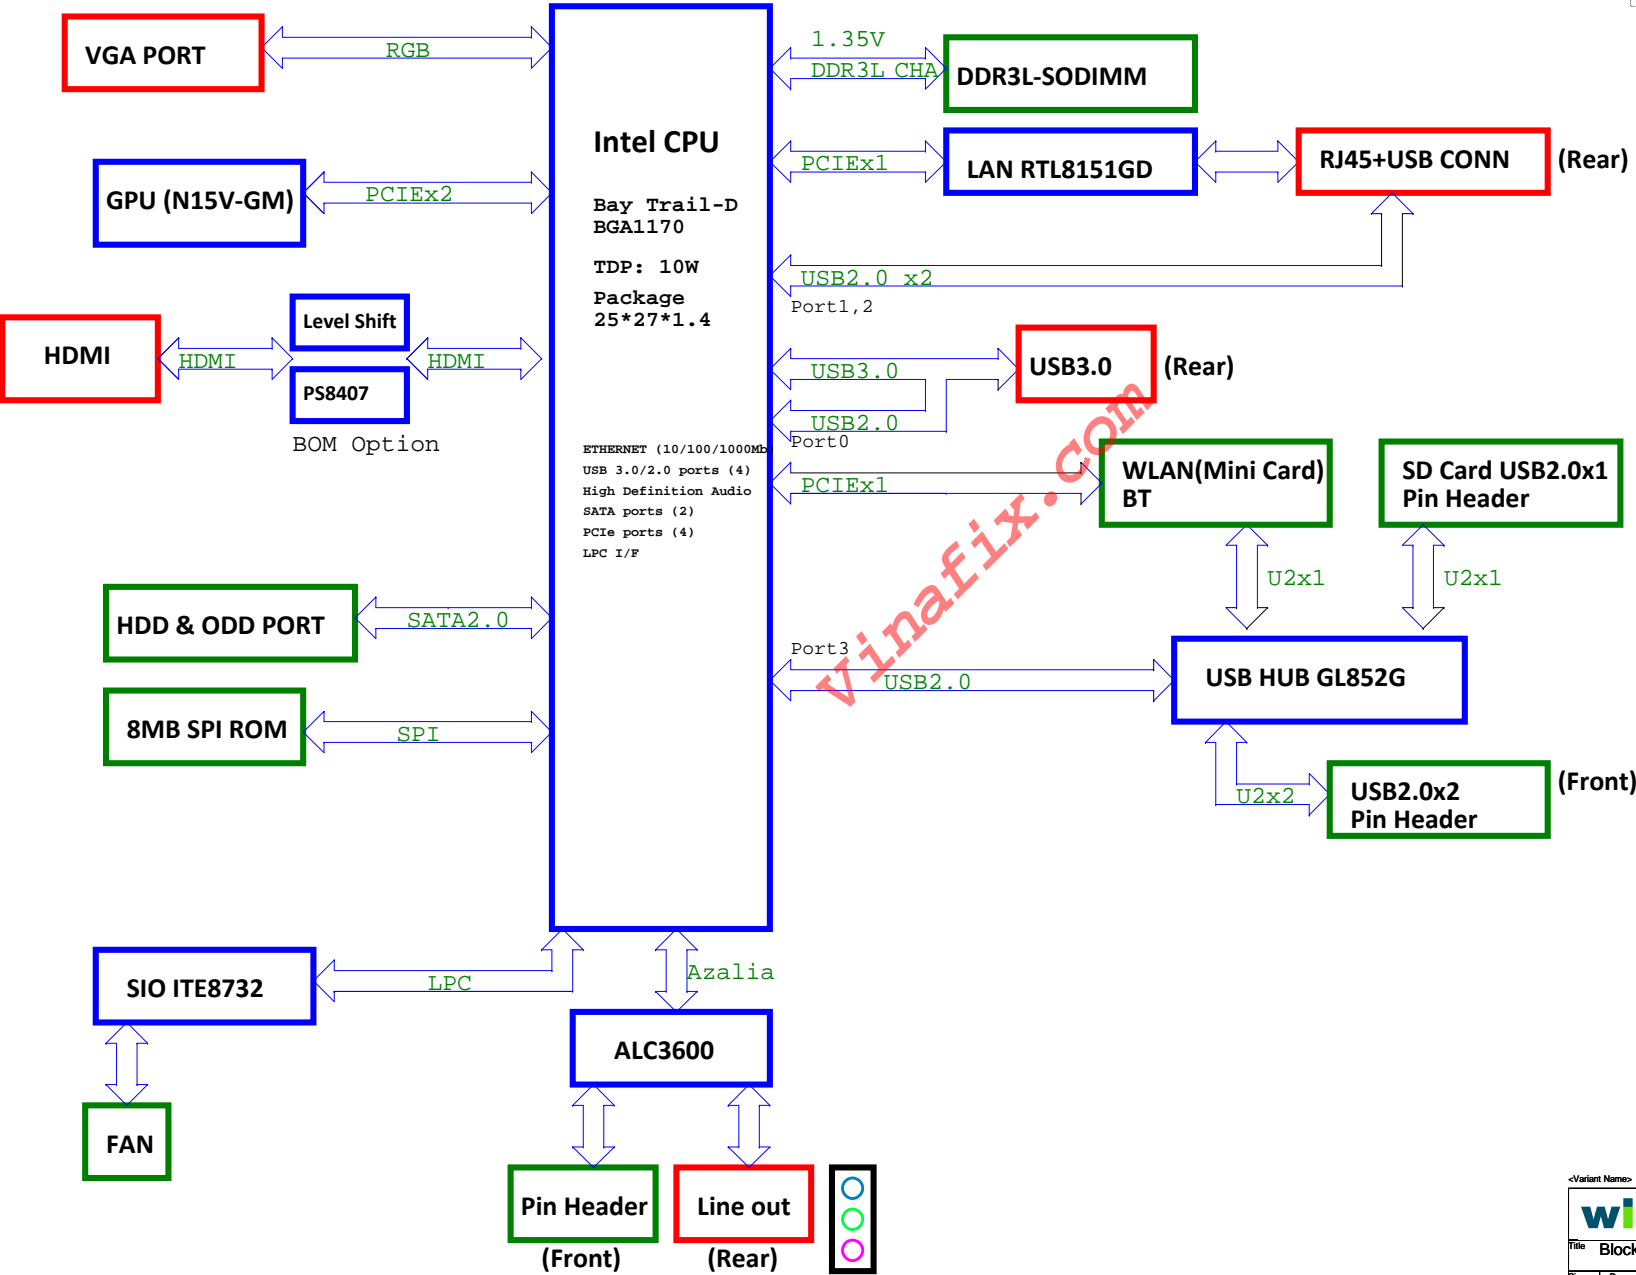 VGA PORT
RGB
1.35V
DDR3L CHA
DDR3L-SODIMM
Intel CPU
PCIEx1
LAN RTL8151GD
RJ45+USB CONN
(Rear)
GPU (N15V-GM)
PCIEx2
Bay Trail-D
BGA1170
TDP: 10W
Package
25*27*1.4
USB2.0 x2
Port1,2
Level Shift
HDMI
HDMI
HDMI
PS8407
BOM Option
USB3.0
USB3.0
(Rear)
USB2.0
Port0
ETHERNET (10/100/1000Mb)
USB 3.0/2.0 ports (4)
High Definition Audio
SATA ports (2)
PCIe ports (4)
LPC I/F
PCIEx1
WLAN(Mini Card)
BT
SD Card USB2.0x1
Pin Header
U2x1
U2x1
Vinafix.com
HDD & ODD PORT
SATA2.0
Port3
USB2.0
USB HUB GL852G
8MB SPI ROM
SPI
U2x2
USB2.0x2
Pin Header
(Front)
SIO ITE8732
LPC
Azalia
ALC3600
FAN
Pin Header
(Front)
Line out
(Rear)
<Variant Name>
wi
Title
Block